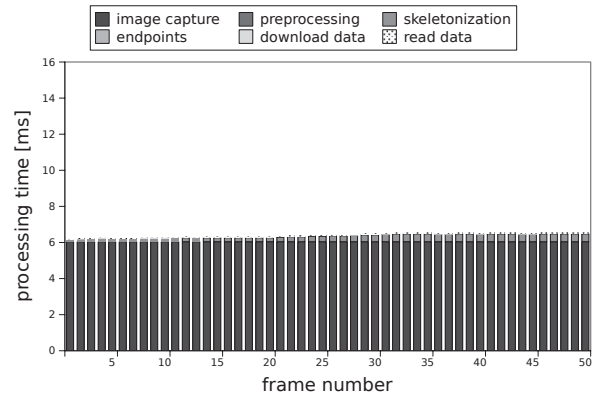 image capture preprocessing skeletonization
endpoints download data read data
processing time [ms]
16
14
12
10
8
6
4
2
0
5 10 15 20 25 30 35 40 45 50
frame number